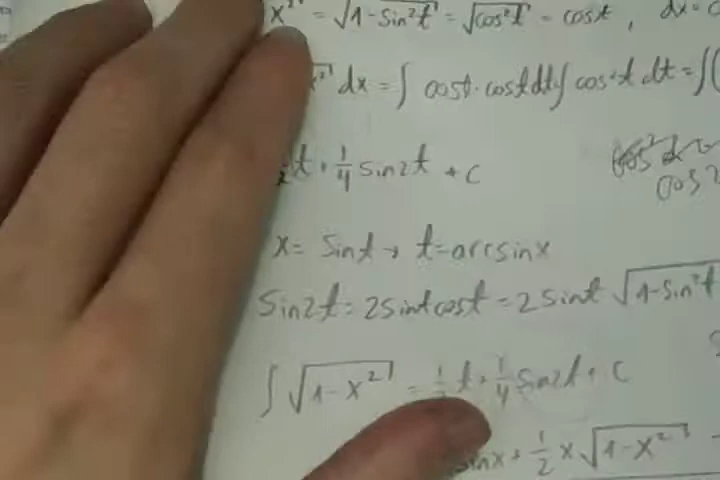 x² = √1-sin²t = √cos²t = cost, dx=
dx = ∫ cost·costdt∫ cos²t dt = ∫(
t + 1/4 sin2t + c
cos2
x = sint → t=arcsinx
sin2t = 2sintcost = 2sint √1-sin²t
∫ √1-x² = 1/2 t + 1/4 sin2t + c
sinx + 1/2 x √1-x²